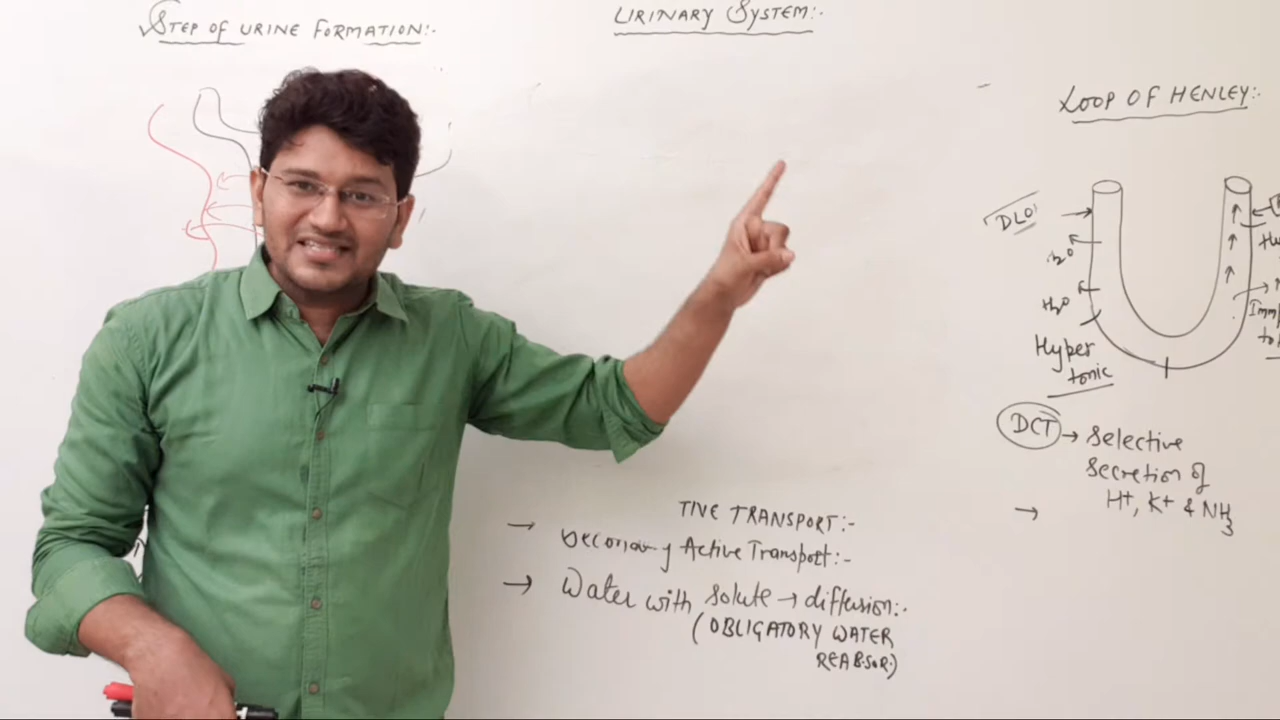 STEP OF URINE FORMATION:-
URINARY SYSTEM:-
LOOP OF HENLEY:-
DLO
H₂O
H₂O
Hyper
tonic
DCT → Selective
Secretion of
H+, K+ & NH3
→
TIVE TRANSPORT:-
→ Secondary Active Transport:-
→ Water with Solute → diffusion:-
(OBLIGATORY WATER
REABSOR.)